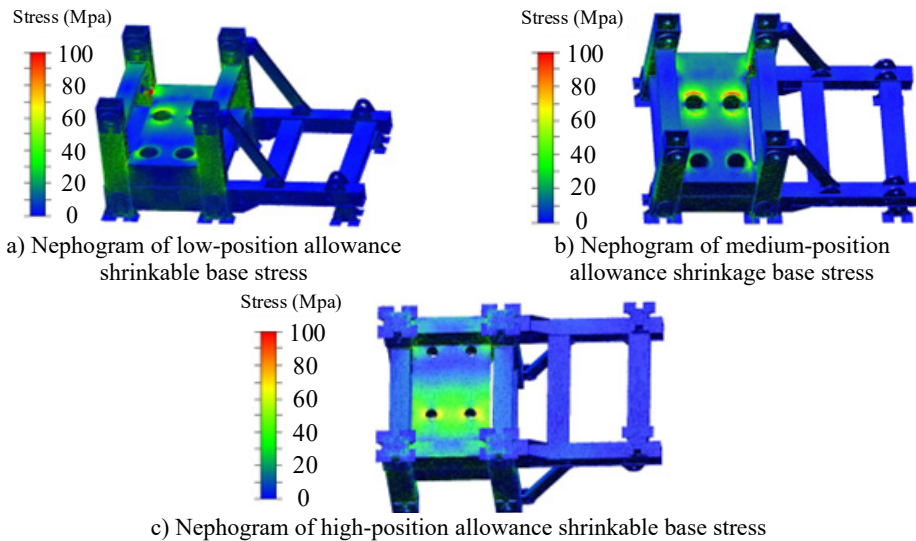 Stress (Mpa)
100
80
60
40
20
0
a) Nephogram of low-position allowance
shrinkable base stress
Stress (Mpa)
100
80
60
40
20
0
b) Nephogram of medium-position
allowance shrinkage base stress
Stress (Mpa)
100
80
60
40
20
0
c) Nephogram of high-position allowance shrinkable base stress